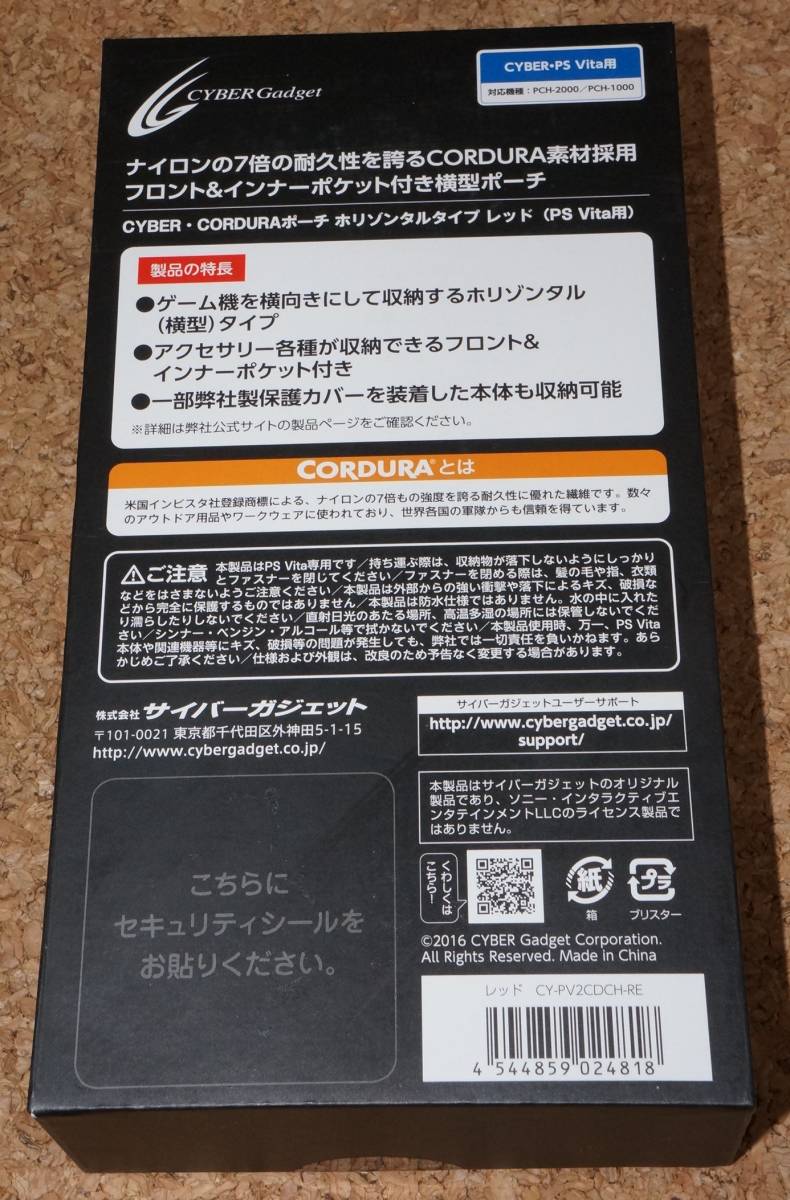 CYBER Gadget
CYBER・PS Vita用
対応機種：PCH-2000／PCH-1000
ナイロンの7倍の耐久性を誇るCORDURA素材採用
フロント&インナーポケット付き横型ポーチ
CYBER・CORDURAポーチ ホリゾンタルタイプ レッド（PS Vita用）
製品の特長
●ゲーム機を横向きにして収納するホリゾンタル
（横型）タイプ
●アクセサリー各種が収納できるフロント&
インナーポケット付き
●一部弊社製保護カバーを装着した本体も収納可能
※詳細は弊社公式サイトの製品ページをご確認ください。
CORDURA®とは
米国インビスタ社登録商標による、ナイロンの7倍もの強度を誇る耐久性に優れた繊維です。数々
のアウトドア用品やワークウェアに使われており、世界各国の軍隊からも信頼を得ています。
⚠ご注意 本製品はPS Vita専用です／持ち運ぶ際は、収納物が落下しないようにしっかり
とファスナーを閉じてください／ファスナーを閉める際は、髪の毛や指、衣類
などをはさまないようご注意ください／本製品は外部からの強い衝撃や落下によるキズ、破損な
どから完全に保護するものではありません／本製品は防水仕様ではありません。水の中に入れた
り濡らしたりしないでください／直射日光のあたる場所、高温多湿の場所には保管しないでくだ
さい／シンナー・ベンジン・アルコール等で拭かないでください／本製品使用時、万一、PS Vita
本体や関連機器等にキズ、破損等の問題が発生しても、弊社では一切責任を負いかねます。あら
かじめご了承ください／仕様および外観は、改良のため予告なく変更する場合があります。
株式会社 サイバーガジェット
〒101-0021 東京都千代田区外神田5-1-15
http://www.cybergadget.co.jp/
サイバーガジェットユーザーサポート
http://www.cybergadget.co.jp/
support/
本製品はサイバーガジェットのオリジナル
製品であり、ソニー・インタラクティブエ
ンタテインメントLLCのライセンス製品で
はありません。
くわしくは
こちら！
紙
箱
プラ
ブリスター
©2016 CYBER Gadget Corporation.
All Rights Reserved. Made in China
こちらに
セキュリティシールを
お貼りください。
レッド CY-PV2CDCH-RE
4 544859 024818